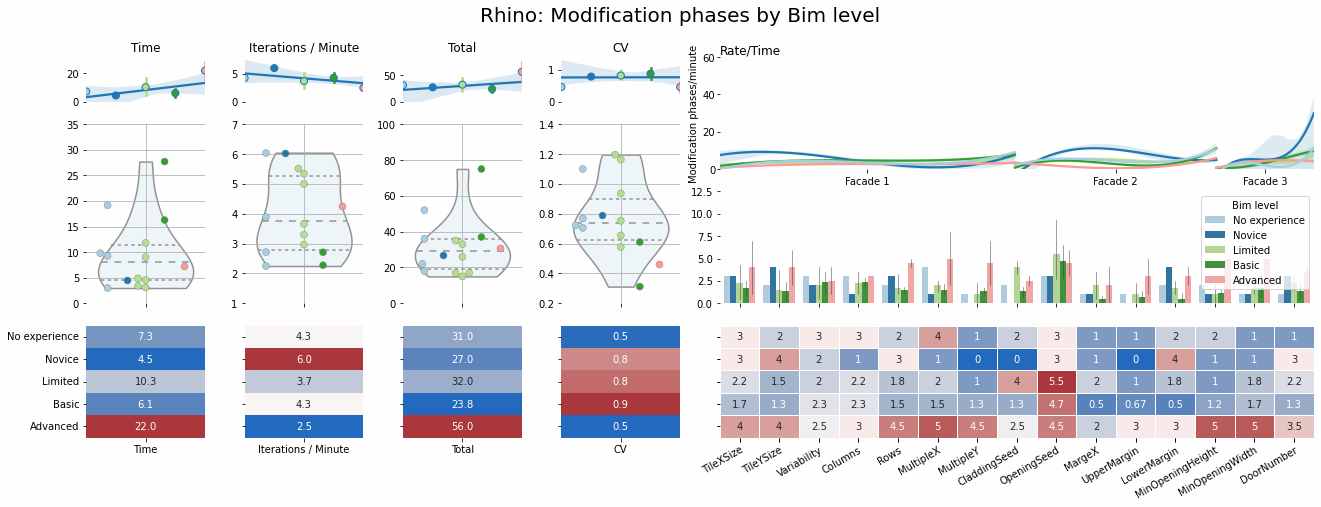 Rhino: Modification phases by Bim level
Time
Iterations / Minute
Total
CV
Rate/Time
20
0
5
0
50
0
1
0
Modification phases/minute
60
40
20
0
Facade 1
Facade 2
Facade 3
35
30
25
20
15
10
5
0
7
6
5
4
3
2
1
100
80
60
40
20
0
1.4
1.2
1.0
0.8
0.6
0.4
0.2
12.5
10.0
7.5
5.0
2.5
0.0
Bim level
No experience
Novice
Limited
Basic
Advanced
No experience 7.3 4.3 31.0 0.5 3 2 3 3 2 4 1 2 3 1 1 2 2 1 1
Novice 4.5 6.0 27.0 0.8 3 4 2 1 3 1 0 0 3 1 0 4 1 1 3
Limited 10.3 3.7 32.0 0.8 2.2 1.5 2 2.2 1.8 2 1 4 5.5 2 1 1.8 1 1.8 2.2
Basic 6.1 4.3 23.8 0.9 1.7 1.3 2.3 2.3 1.5 1.5 1.3 1.3 4.7 0.5 0.67 0.5 1.2 1.7 1.3
Advanced 22.0 2.5 56.0 0.5 4 4 2.5 3 4.5 5 4.5 2.5 4.5 2 3 3 5 5 3.5
Time
Iterations / Minute
Total
CV
TileXSize
TileYSize
Variability
Columns
Rows
MultipleX
MultipleY
CladdingSeed
OpeningSeed
MargeX
UpperMargin
LowerMargin
MinOpeningHeight
MinOpeningWidth
DoorNumber